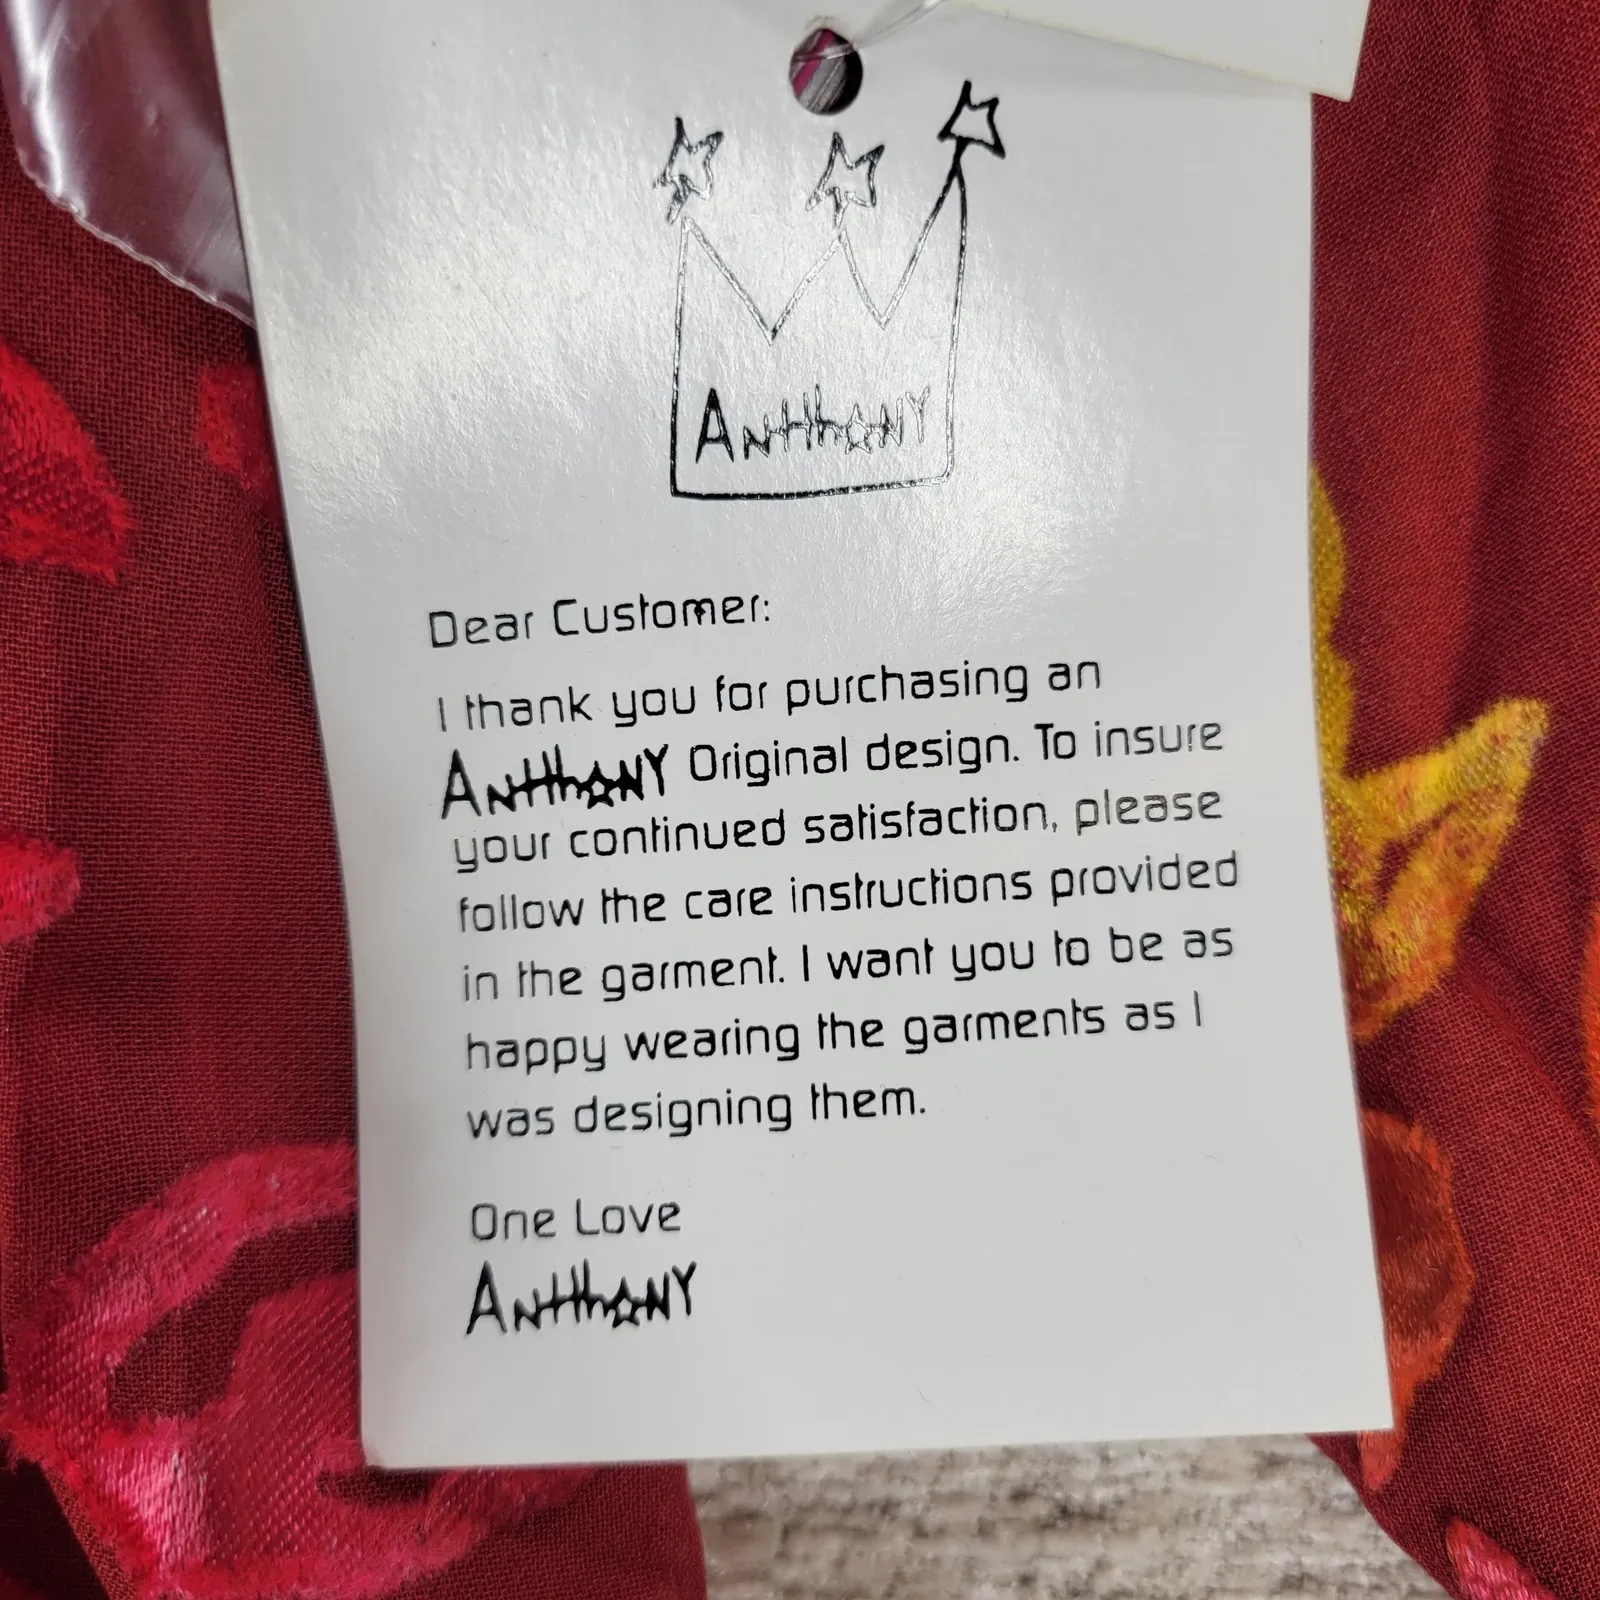 ANTHONY
Dear Customer:
I thank you for purchasing an
ANTHONY Original design. To insure
your continued satisfaction, please
follow the care instructions provided
in the garment. I want you to be as
happy wearing the garments as I
was designing them.
One Love
ANTHONY